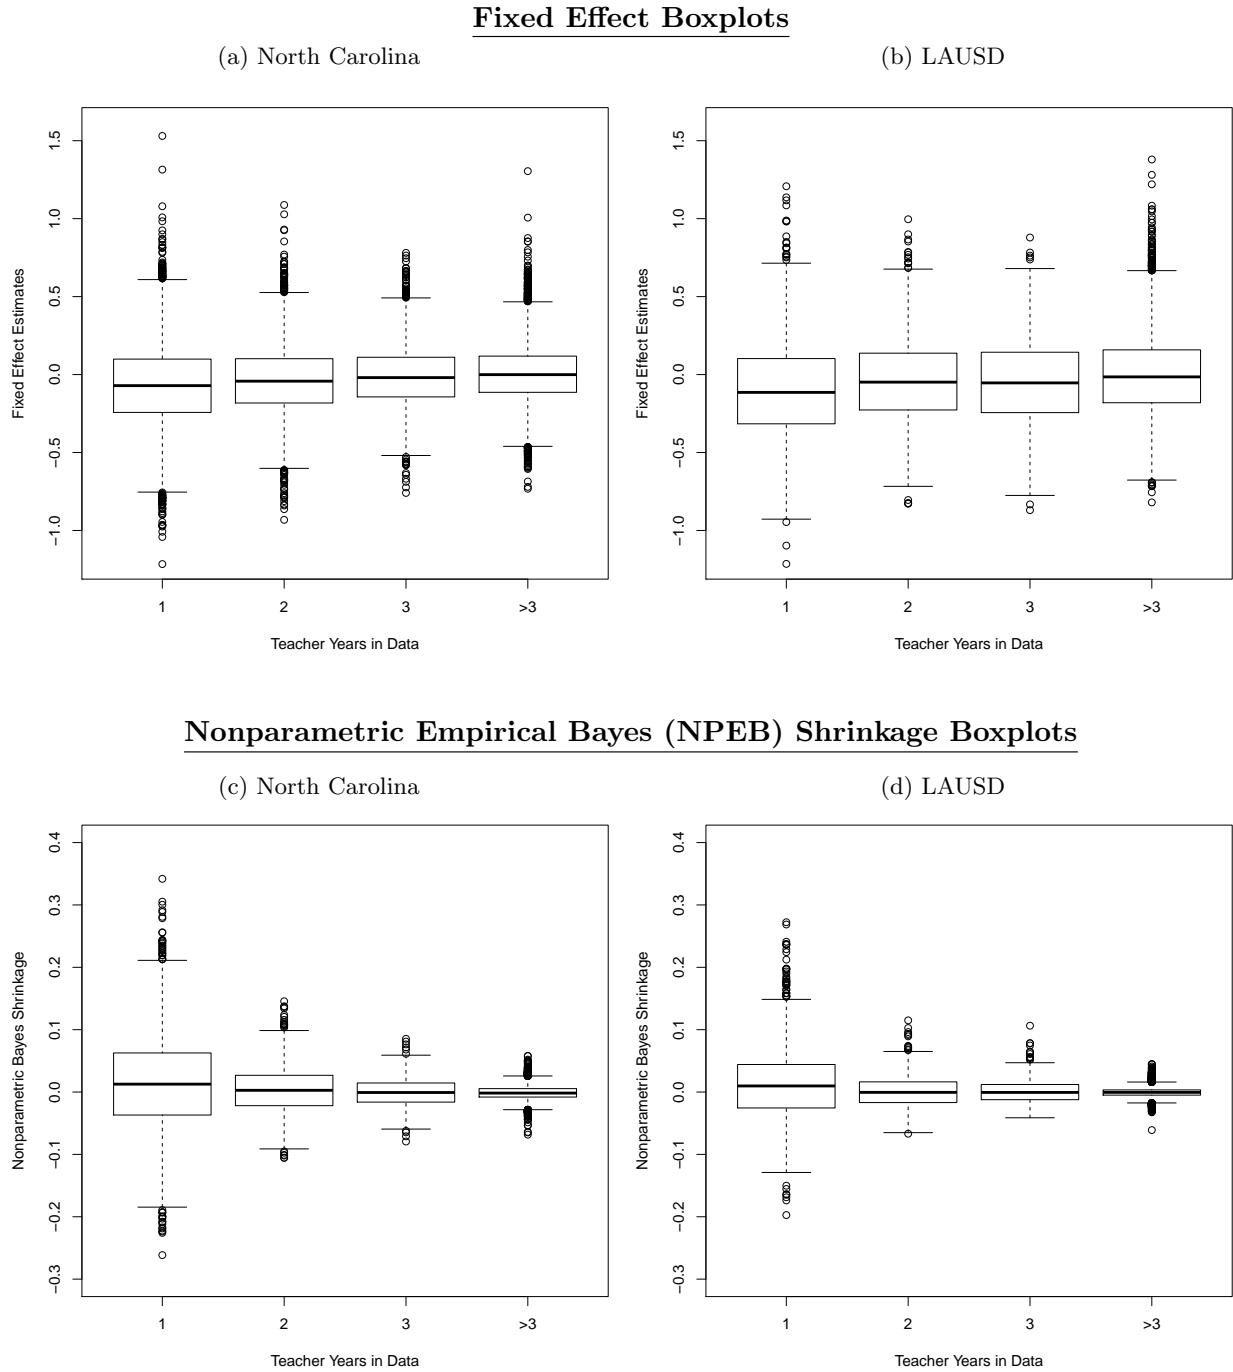 Fixed Effect Boxplots
(a) North Carolina
(b) LAUSD
Fixed Effect Estimates
1.5
1.0
0.5
0.0
−0.5
−1.0
1 2 3 >3
Teacher Years in Data
Fixed Effect Estimates
1.5
1.0
0.5
0.0
−0.5
−1.0
1 2 3 >3
Teacher Years in Data
Nonparametric Empirical Bayes (NPEB) Shrinkage Boxplots
(c) North Carolina
(d) LAUSD
Nonparametric Bayes Shrinkage
0.4
0.3
0.2
0.1
0.0
−0.1
−0.2
−0.3
1 2 3 >3
Teacher Years in Data
Nonparametric Bayes Shrinkage
0.4
0.3
0.2
0.1
0.0
−0.1
−0.2
−0.3
1 2 3 >3
Teacher Years in Data